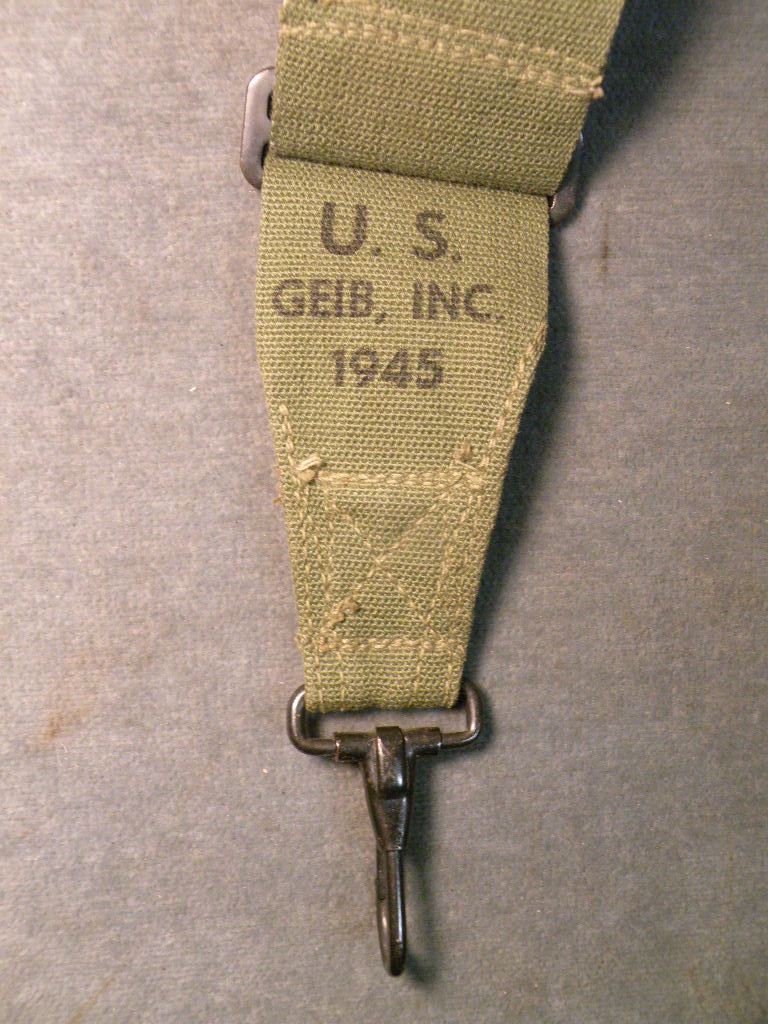 U. S.
GEIB, INC.
1945